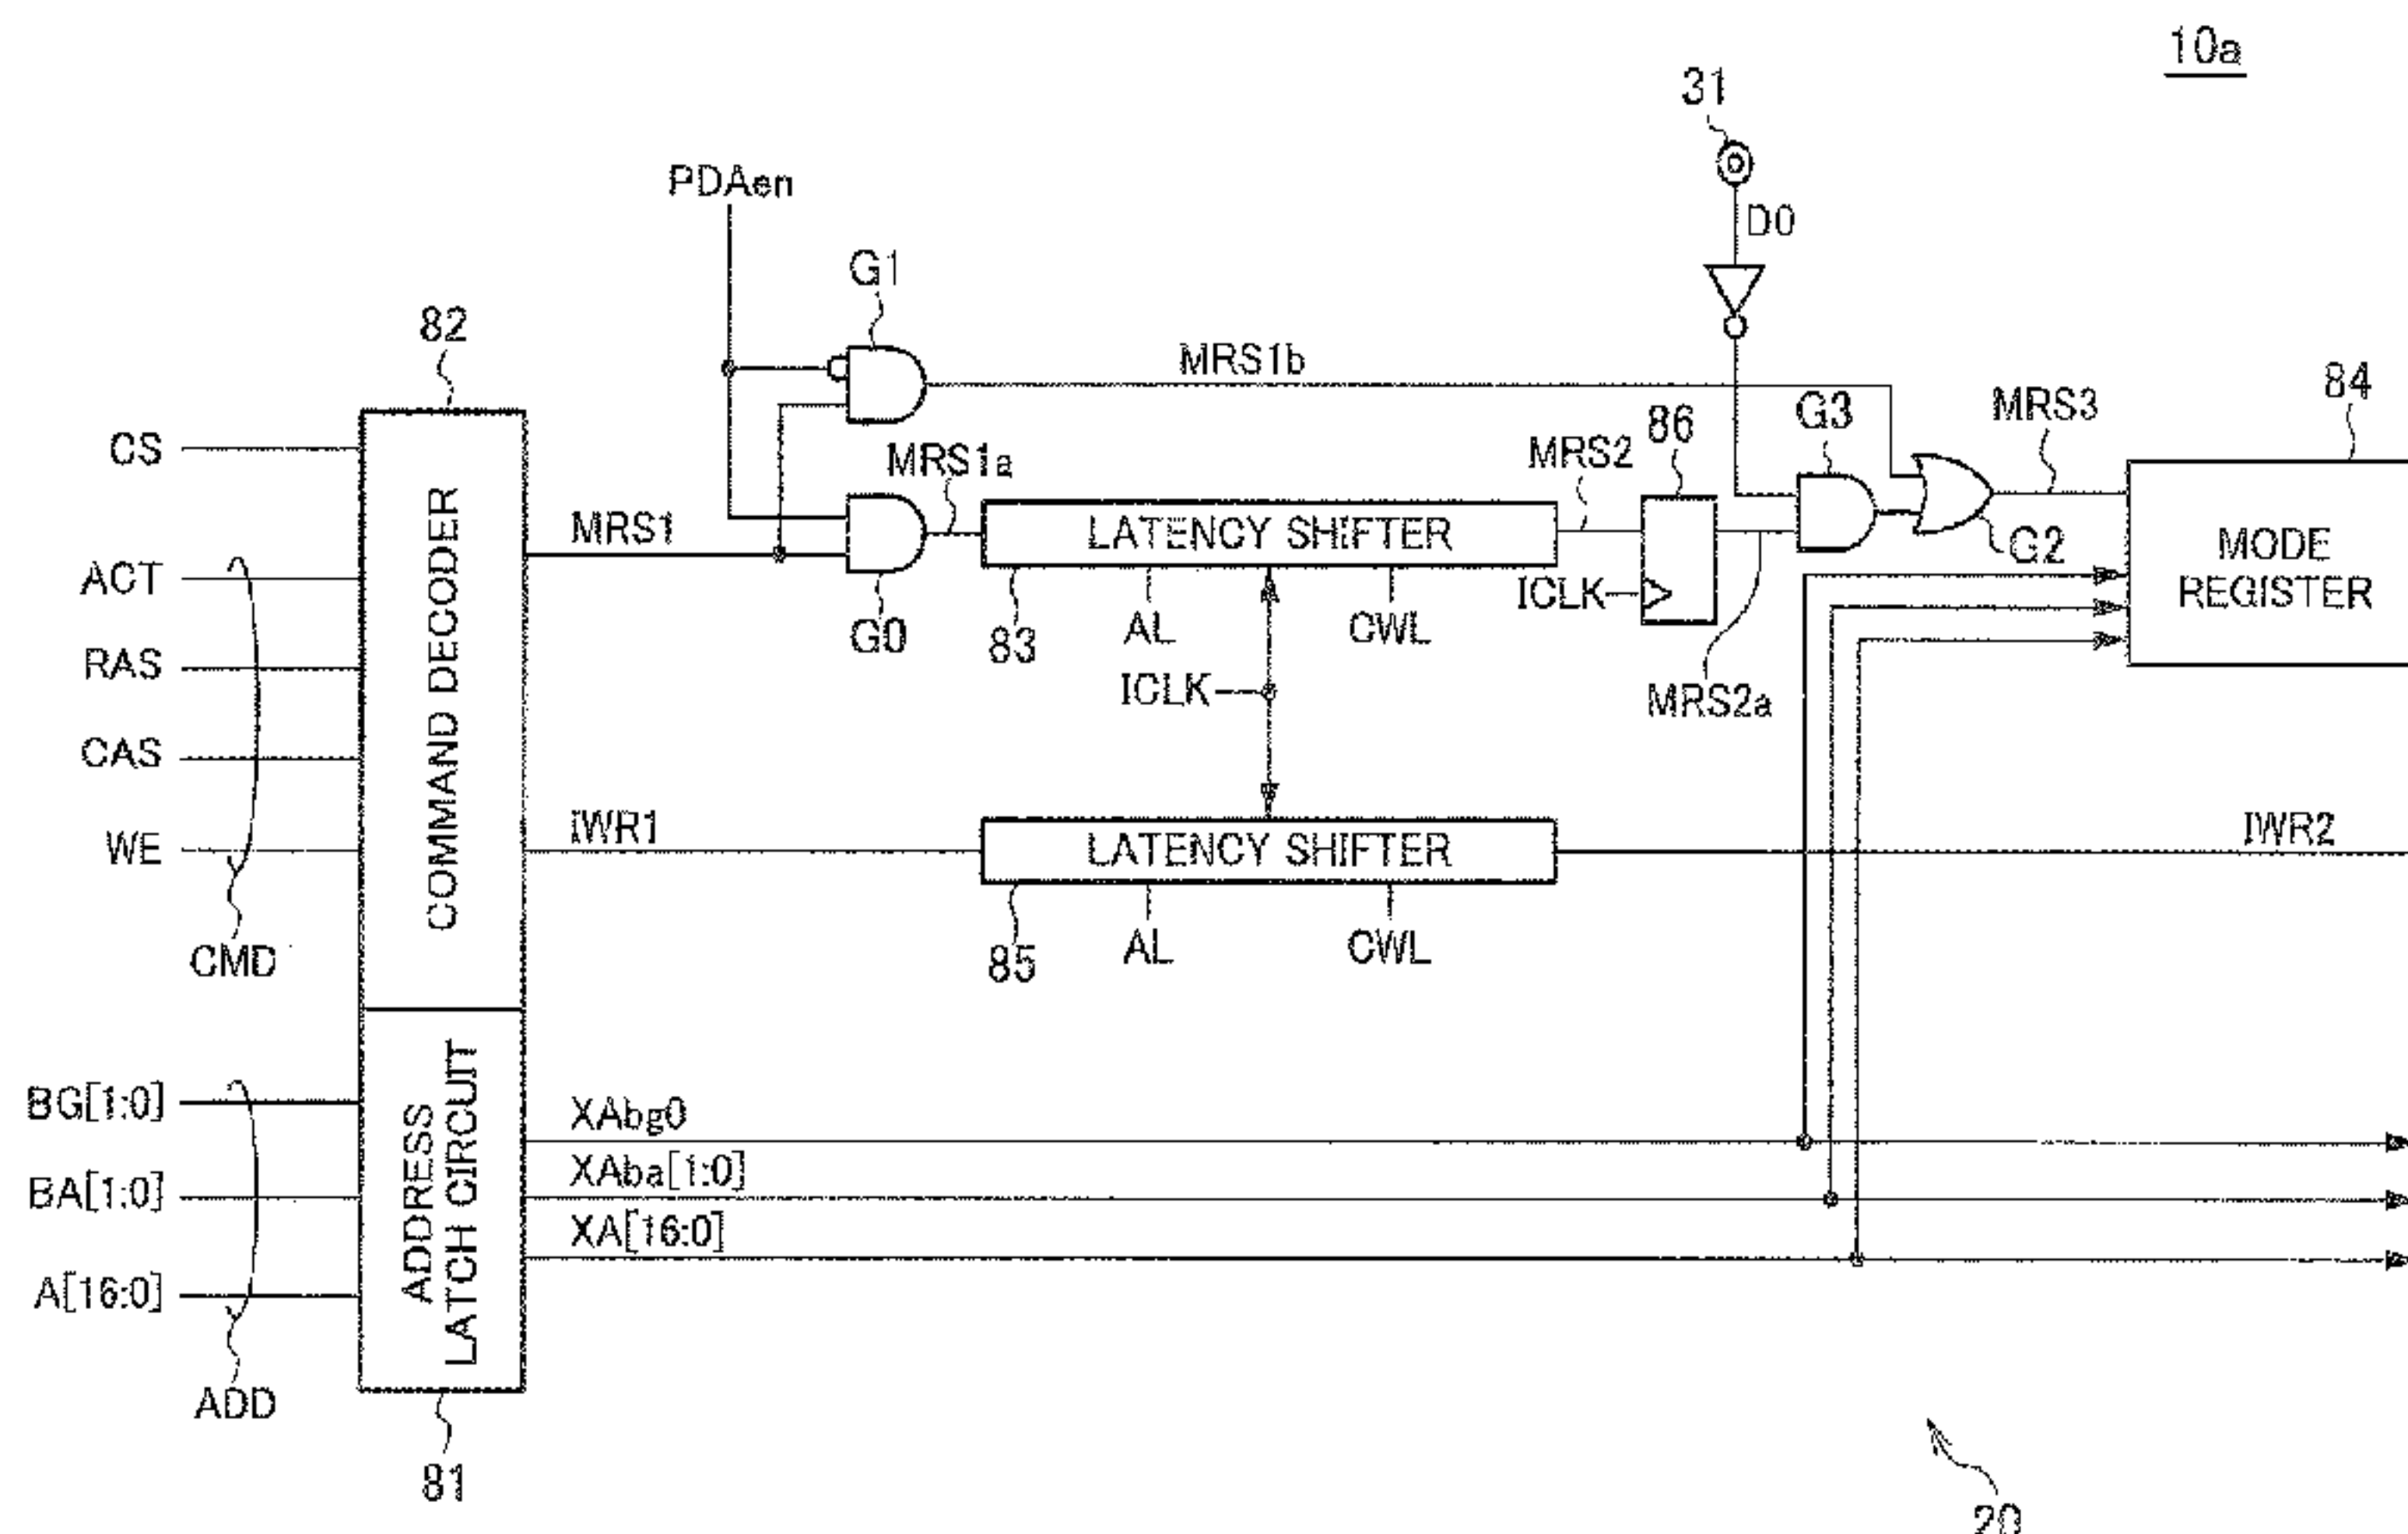 10a
31
PDAen
D0
G1
82
MRS1b
84
G3
MRS3
86
CS
MRS1a
MRS2
COMMAND DECODER
MRS1
LATENCY SHIFTER
G2
MODE
REGISTER
ACT
ICLK
G0
83
AL
CWL
RAS
ICLK
MRS2a
CAS
WE
IWR1
LATENCY SHIFTER
IWR2
CMD
85
AL
CWL
BG[1:0]
ADDRESS
LATCH CIRCUIT
XAbg0
XAba[1:0]
BA[1:0]
XA[16:0]
A[16:0]
ADD
81
20